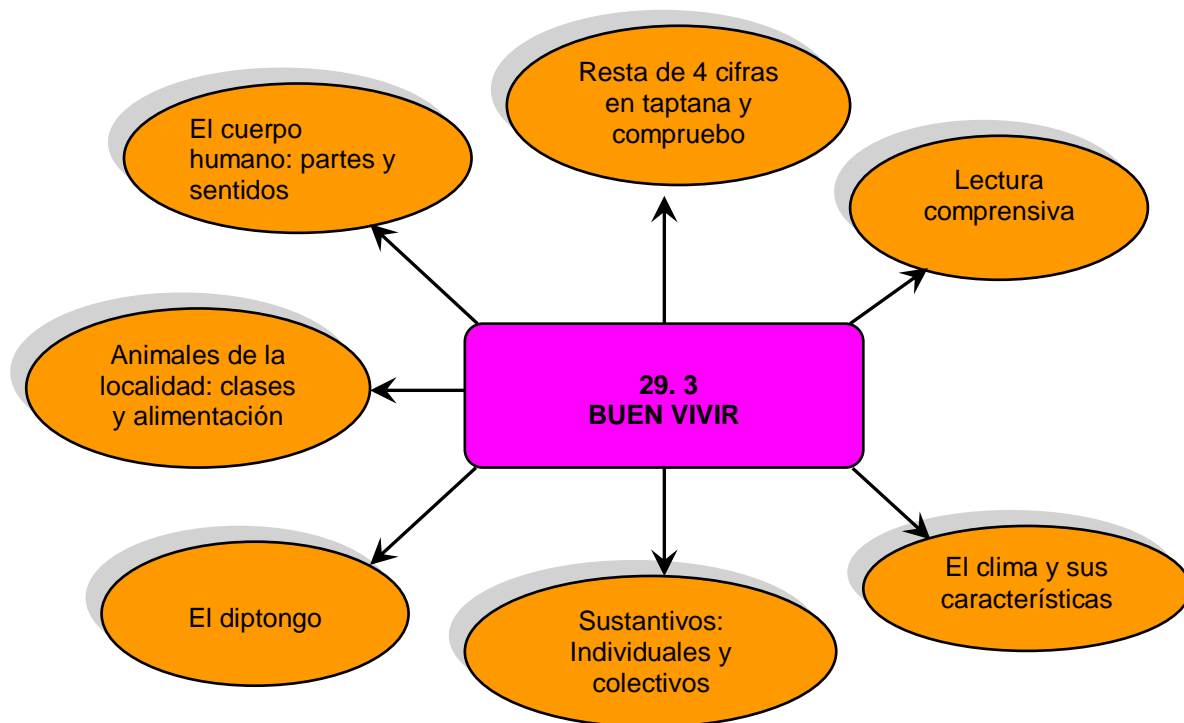 Resta de 4 cifras
en taptana y
compruebo
El cuerpo
humano: partes y
sentidos
Lectura
comprensiva
Animales de la
localidad: clases
y alimentación
29. 3
BUEN VIVIR
El diptongo
Sustantivos:
Individuales y
colectivos
El clima y sus
características